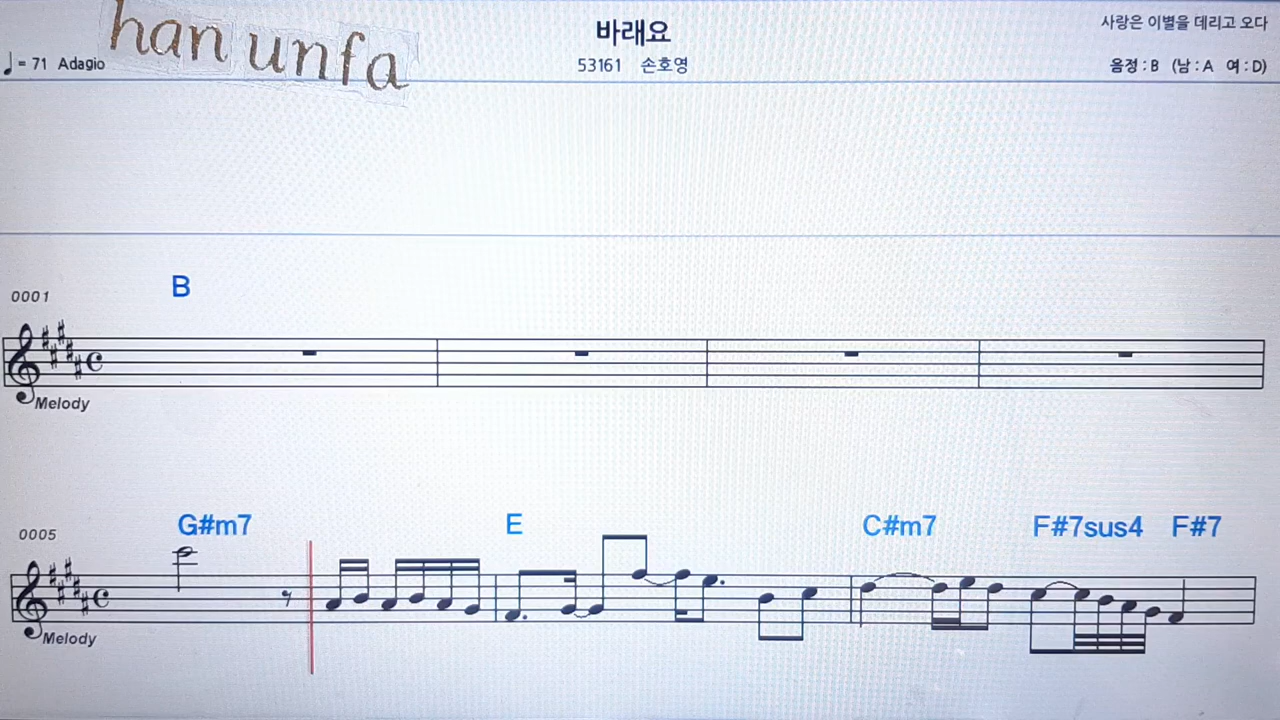 han unfa
바래요
사랑은 이별을 데리고 오다
♩= 71 Adagio
53161 손호영
음정 : B (남 : A 여 : D)
B
0001
Melody
G#m7 E C#m7 F#7sus4 F#7
0005
Melody